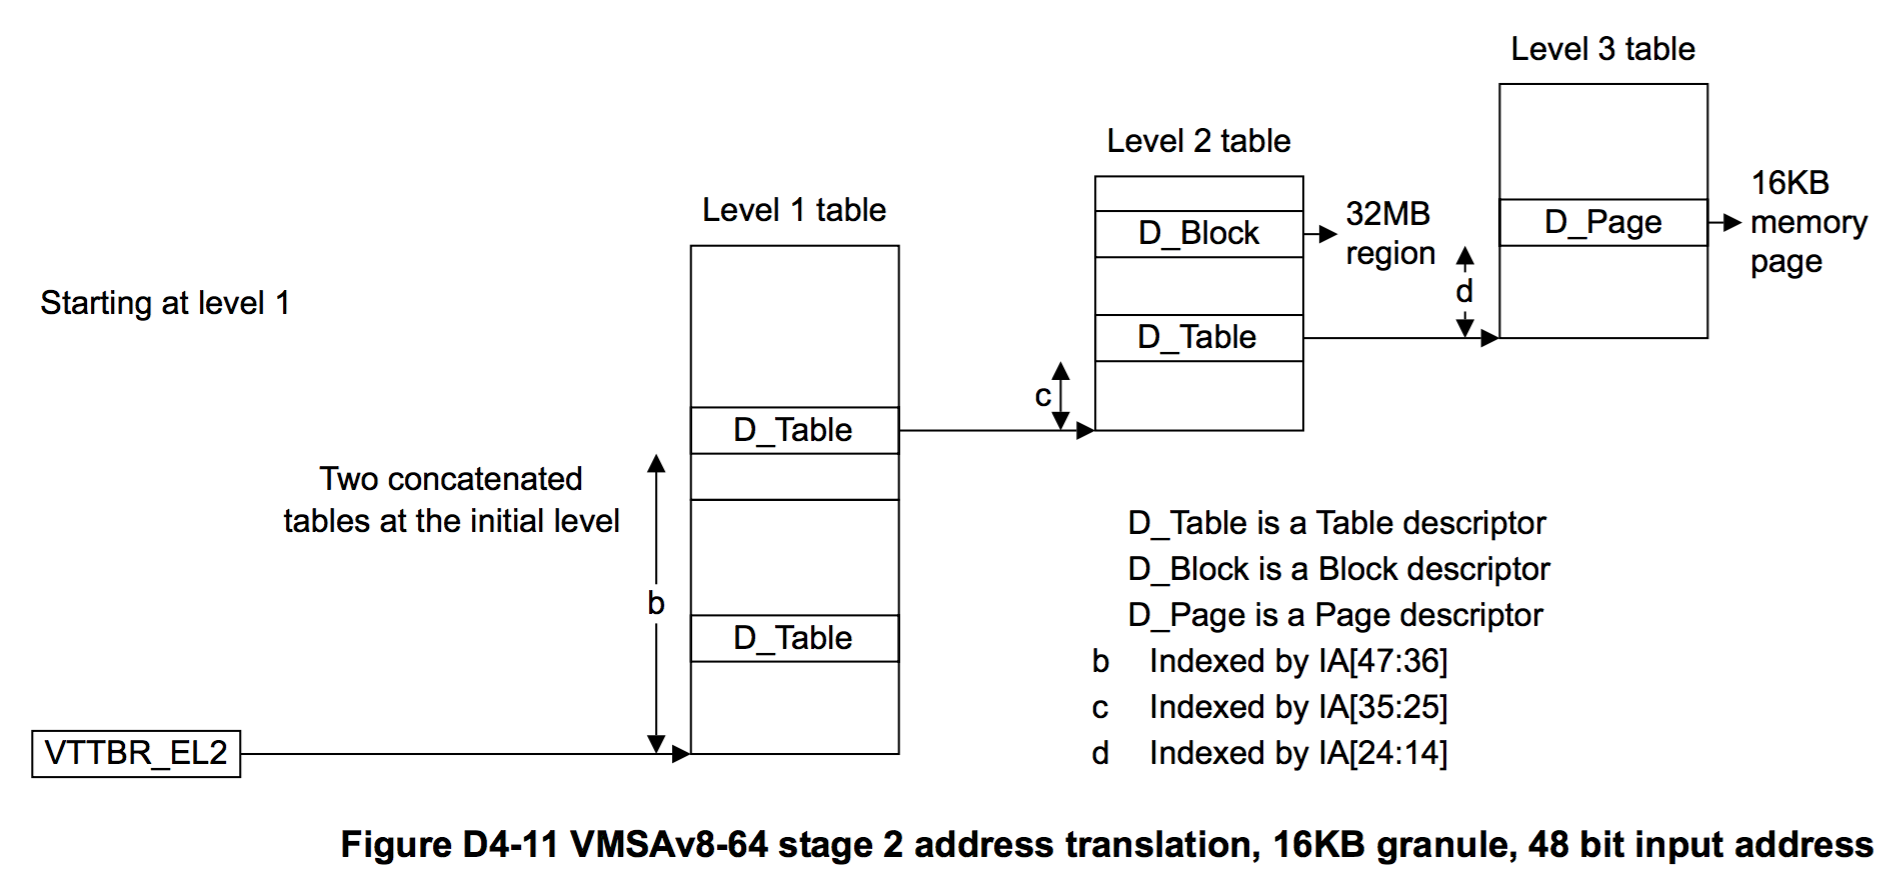 Level 3 table
Level 2 table
Level 1 table
16KB
memory
page
D_Page
32MB
region
D_Block
d
Starting at level 1
D_Table
c
D_Table
Two concatenated
tables at the initial level
b
D_Table
D_Table is a Table descriptor
D_Block is a Block descriptor
D_Page is a Page descriptor
b Indexed by IA[47:36]
c Indexed by IA[35:25]
d Indexed by IA[24:14]
VTTBR_EL2
Figure D4-11 VMSAv8-64 stage 2 address translation, 16KB granule, 48 bit input address